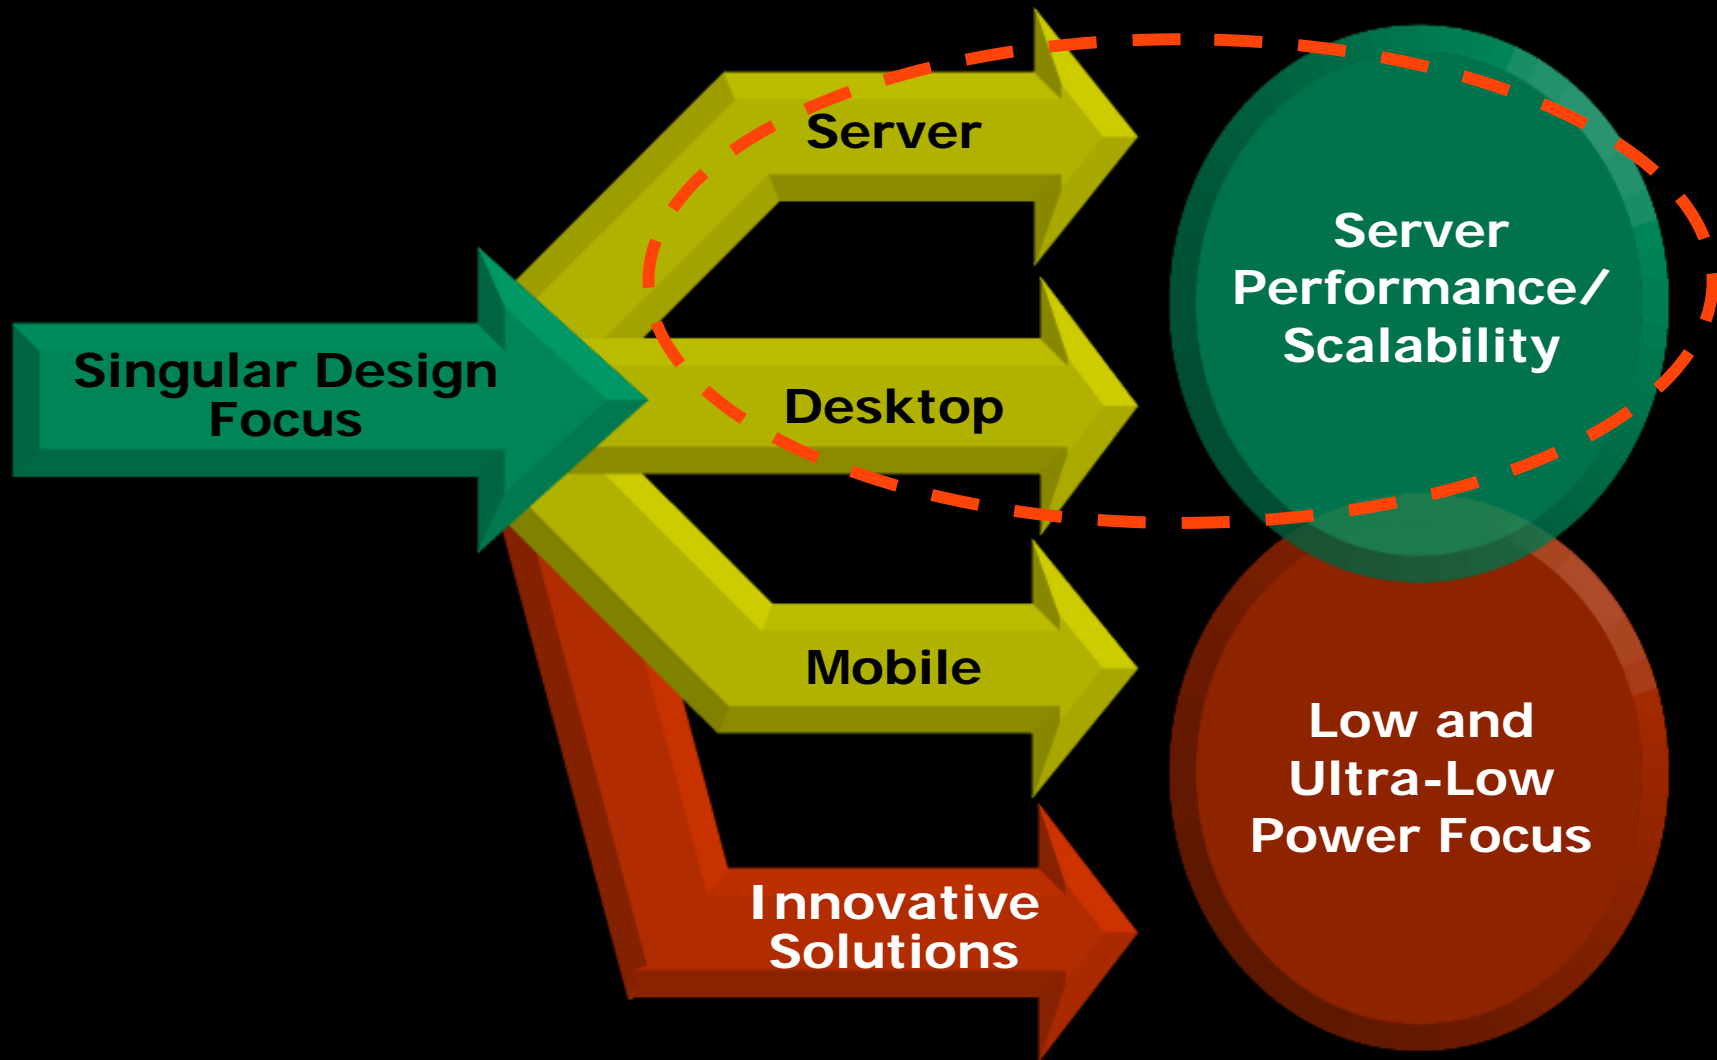 Singular Design
Focus
Server
Desktop
Mobile
Innovative
Solutions
Server
Performance/
Scalability
Low and
Ultra-Low
Power Focus